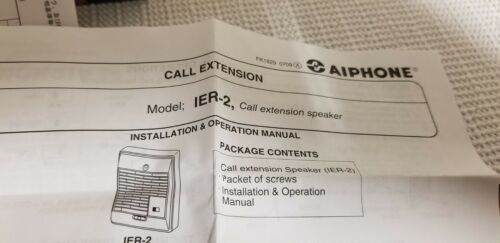 FK1829 0709 Ⓐ AIPHONE®
CALL EXTENSION
Model; IER-2, Call extension speaker
INSTALLATION & OPERATION MANUAL
PACKAGE CONTENTS
Call extension Speaker (IER-2)
Packet of screws
Installation & Operation
Manual
IER-2